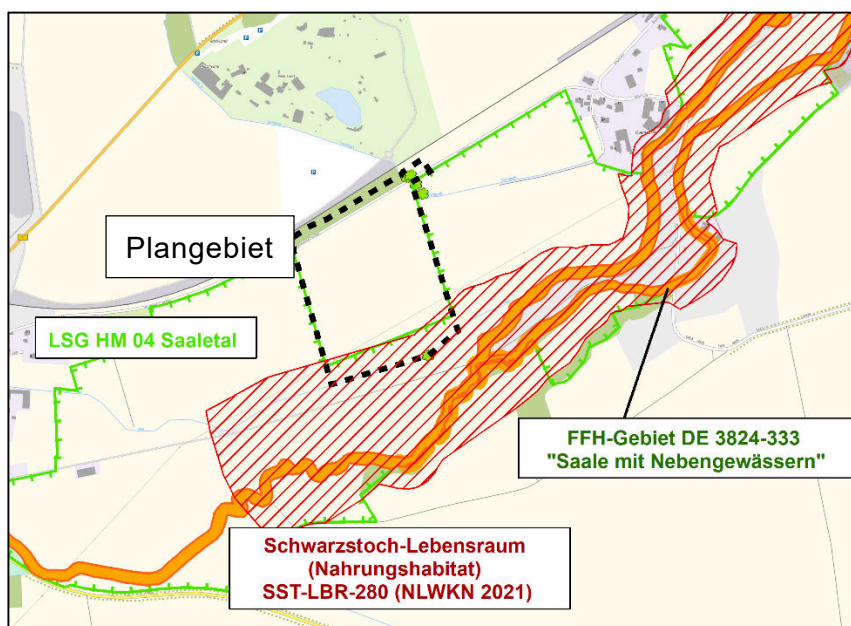 Plangebiet
LSG HM 04 Saaletal
FFH-Gebiet DE 3824-333
"Saale mit Nebengewässern"
Schwarzstoch-Lebensraum
(Nahrungshabitat)
SST-LBR-280 (NLWKN 2021)
P
P
P